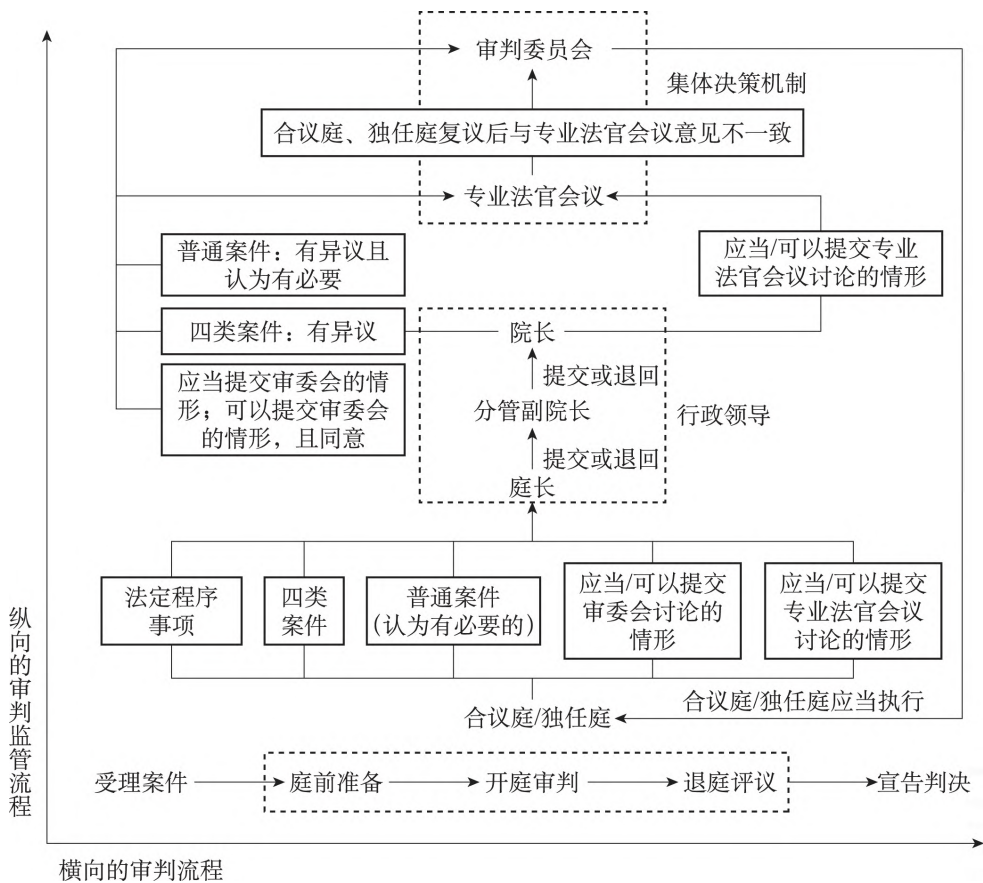 审判委员会
集体决策机制
合议庭、独任庭复议后与专业法官会议意见不一致
专业法官会议
普通案件：有异议且
认为有必要
应当/可以提交专业
法官会议讨论的情形
四类案件：有异议
院长
提交或退回
应当提交审委会的情
形；可以提交审委会
的情形，且同意
分管副院长
行政领导
提交或退回
庭长
法定程序
事项
四类
案件
普通案件
（认为有必要的）
应当/可以提交
审委会讨论的
情形
应当/可以提交
专业法官会议
讨论的情形
合议庭/独任庭
合议庭/独任庭应当执行
纵向的审判监管流程
受理案件
庭前准备
开庭审判
退庭评议
宣告判决
横向的审判流程